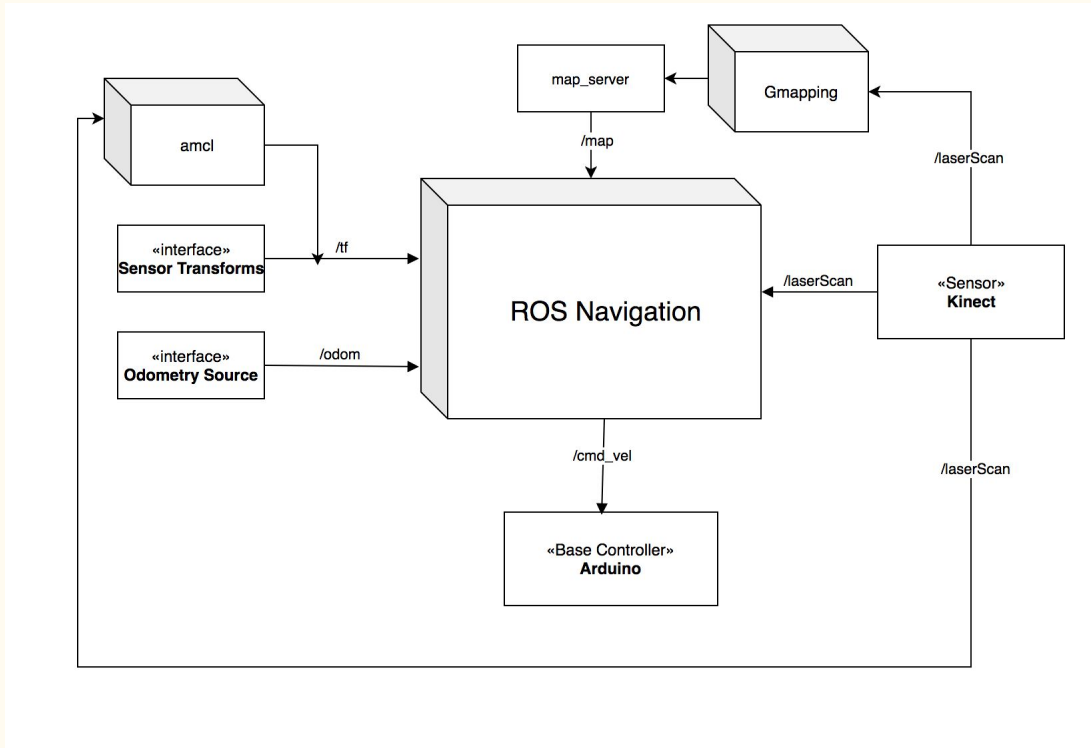 map_server
Gmapping
/map
amcl
/laserScan
«interface»
Sensor Transforms
/tf
«Sensor»
Kinect
/laserScan
ROS Navigation
«interface»
Odometry Source
/odom
/cmd_vel
/laserScan
«Base Controller»
Arduino